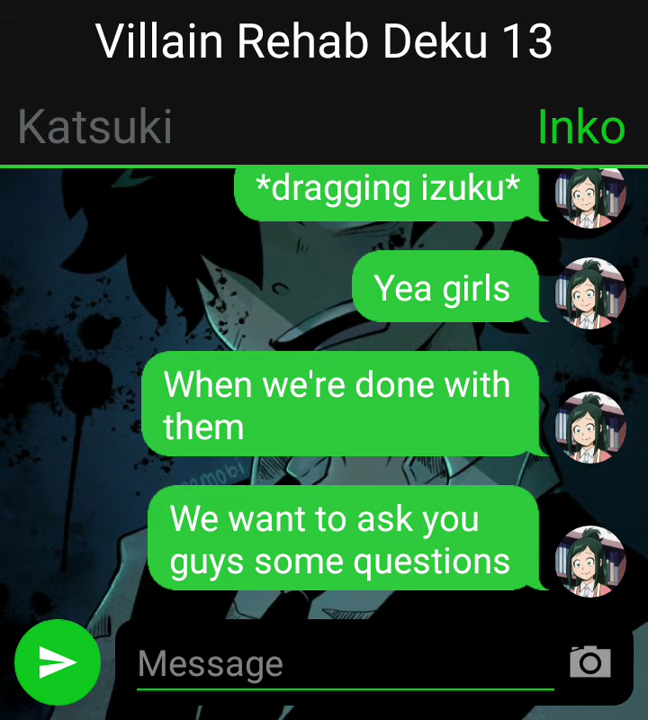 Villain Rehab Deku 13
Katsuki
Inko
*dragging izuku*
Yea girls
When we're done with
them
We want to ask you
guys some questions
Message